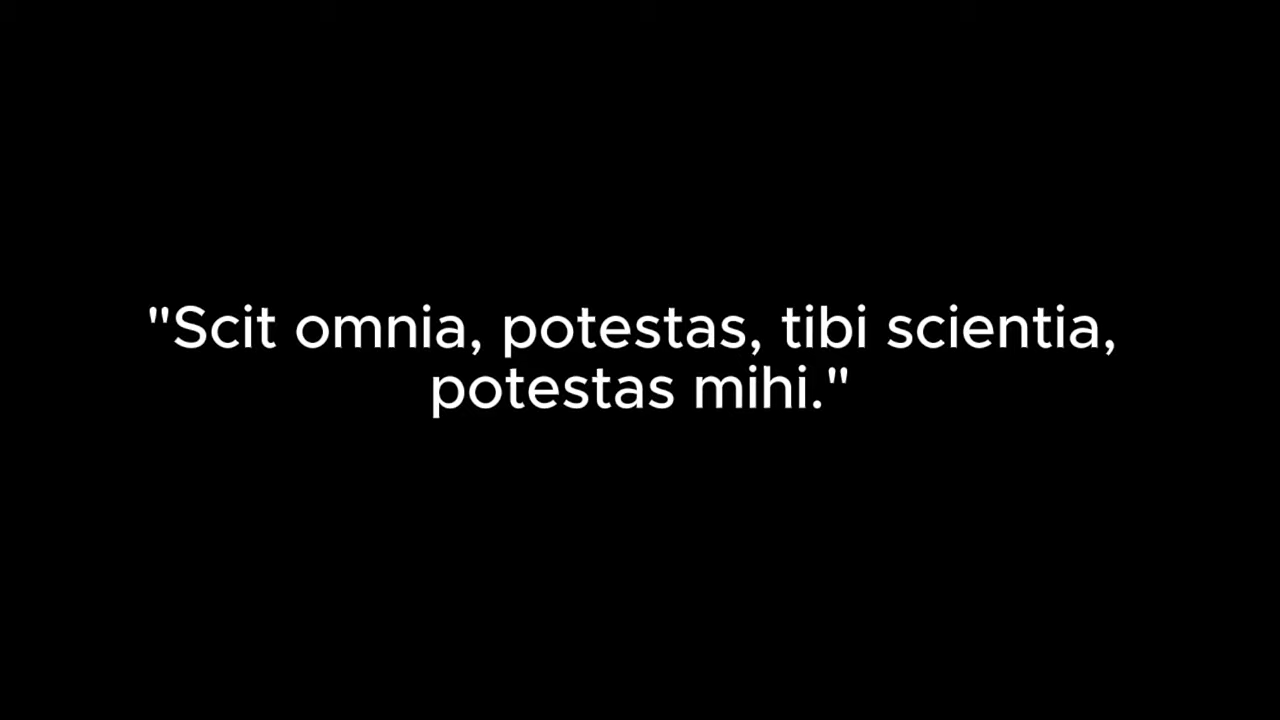 "Scit omnia, potestas, tibi scientia,
potestas mihi."